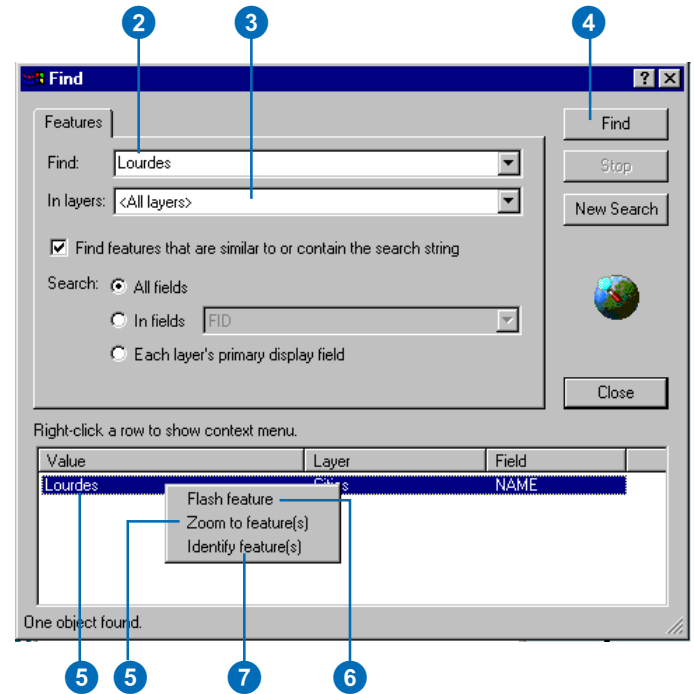 2 3 4
Find
Features
Find
Find: Lourdes
Stop
In layers: <All layers>
New Search
Find features that are similar to or contain the search string
Search: All fields
In fields FID
Each layer's primary display field
Close
Right-click a row to show context menu.
Value Layer Field
Lourdes Cities NAME
Flash feature
Zoom to feature(s)
Identify feature(s)
One object found.
5 5 7 6